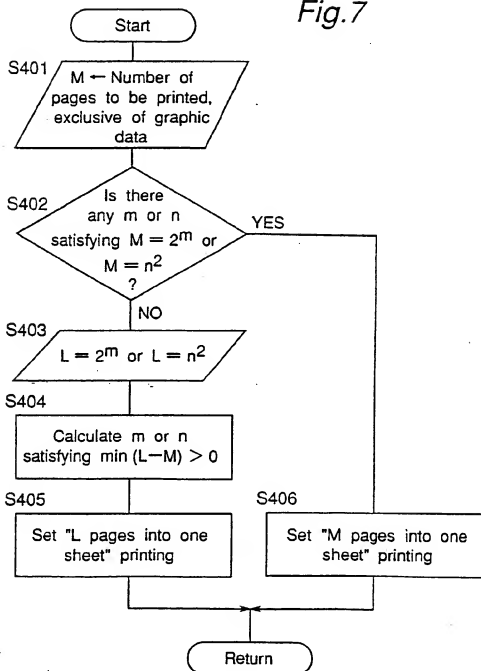 Fig.7
Start
S401
M ← Number of
pages to be printed,
exclusive of graphic
data
S402
Is there
any m or n
satisfying M = 2^m or
M = n^2
?
YES
NO
S403
L = 2^m or L = n^2
S404
Calculate m or n
satisfying min (L−M) > 0
S405
Set "L pages into one
sheet" printing
S406
Set "M pages into one
sheet" printing
Return